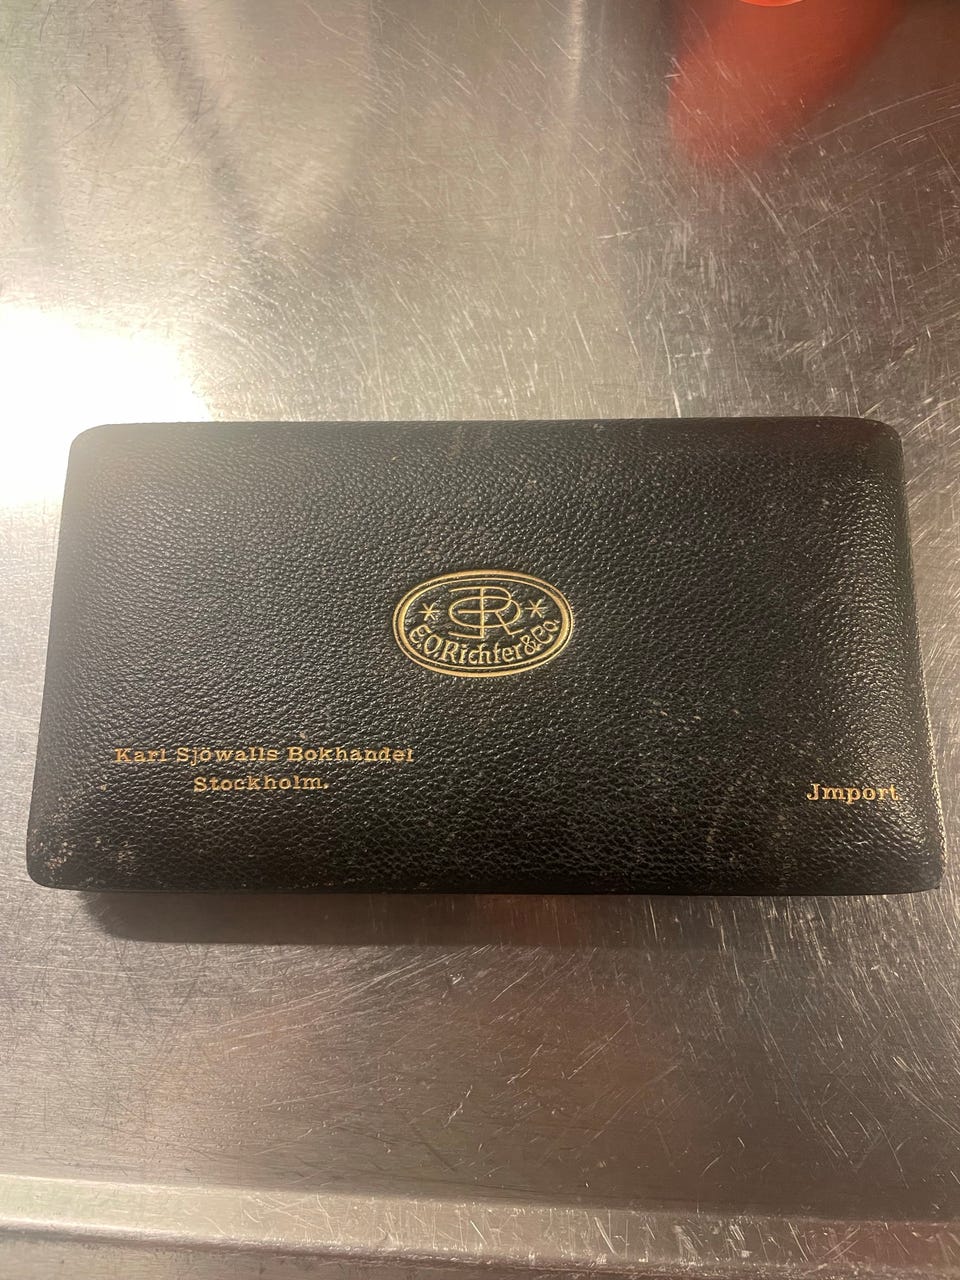 E.O.Richter&Co.
Karl Sjöwalls Bokhandel
Stockholm.
Jmport